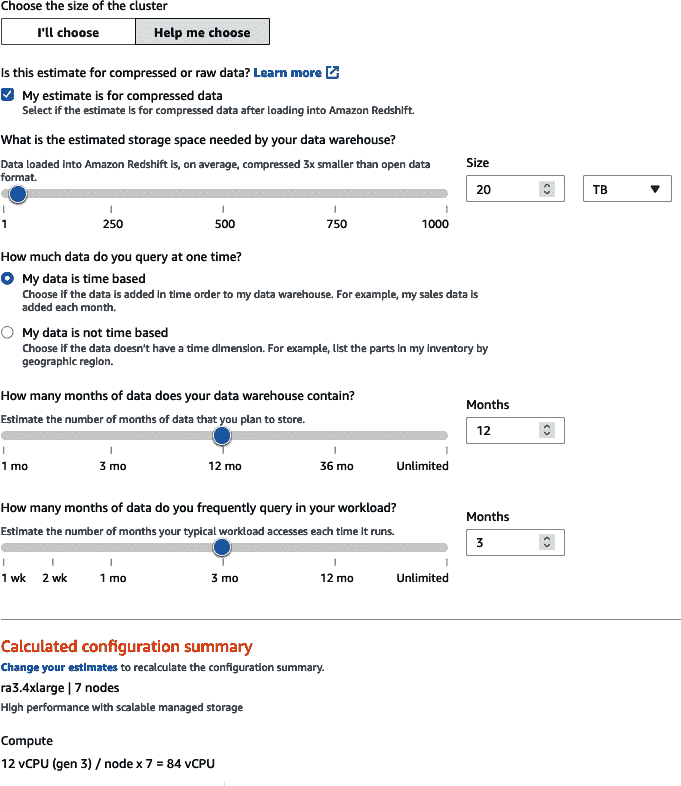 Choose the size of the cluster
I'll choose
Help me choose
Is this estimate for compressed or raw data? Learn more
My estimate is for compressed data
Select if the estimate is for compressed data after loading into Amazon Redshift.
What is the estimated storage space needed by your data warehouse?
Data loaded into Amazon Redshift is, on average, compressed 3x smaller than open data
format.
Size
20
TB
1 250 500 750 1000
How much data do you query at one time?
My data is time based
Choose if the data is added in time order to my data warehouse. For example, my sales data is
added each month.
My data is not time based
Choose if the data doesn't have a time dimension. For example, list the parts in my inventory by
geographic region.
How many months of data does your data warehouse contain?
Estimate the number of months of data that you plan to store.
Months
12
1 mo 3 mo 12 mo 36 mo Unlimited
How many months of data do you frequently query in your workload?
Estimate the number of months your typical workload accesses each time it runs.
Months
3
1 wk 2 wk 1 mo 3 mo 12 mo Unlimited
Calculated configuration summary
Change your estimates to recalculate the configuration summary.
ra3.4xlarge | 7 nodes
High performance with scalable managed storage
Compute
12 vCPU (gen 3) / node x 7 = 84 vCPU